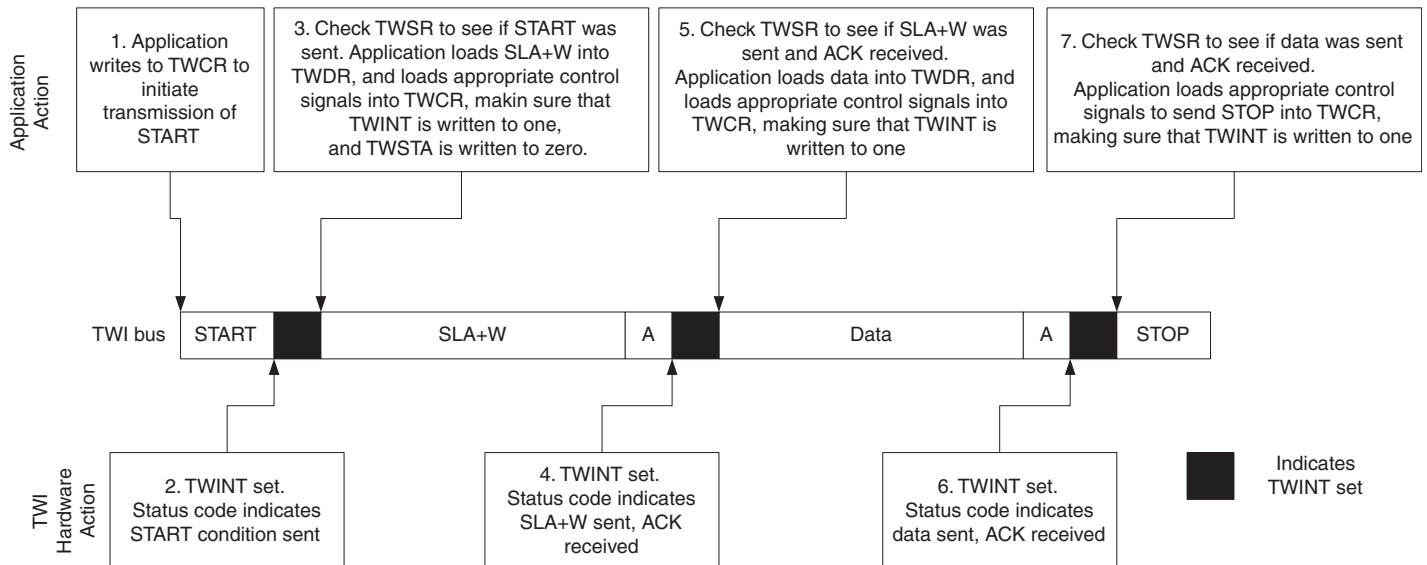 Application
Action
1. Application
writes to TWCR to
initiate
transmission of
START
3. Check TWSR to see if START was
sent. Application loads SLA+W into
TWDR, and loads appropriate control
signals into TWCR, makin sure that
TWINT is written to one,
and TWSTA is written to zero.
5. Check TWSR to see if SLA+W was
sent and ACK received.
Application loads data into TWDR, and
loads appropriate control signals into
TWCR, making sure that TWINT is
written to one
7. Check TWSR to see if data was sent
and ACK received.
Application loads appropriate control
signals to send STOP into TWCR,
making sure that TWINT is written to one
TWI bus
START
SLA+W
A
Data
A
STOP
TWI
Hardware
Action
2. TWINT set.
Status code indicates
START condition sent
4. TWINT set.
Status code indicates
SLA+W sent, ACK
received
6. TWINT set.
Status code indicates
data sent, ACK received
Indicates
TWINT set